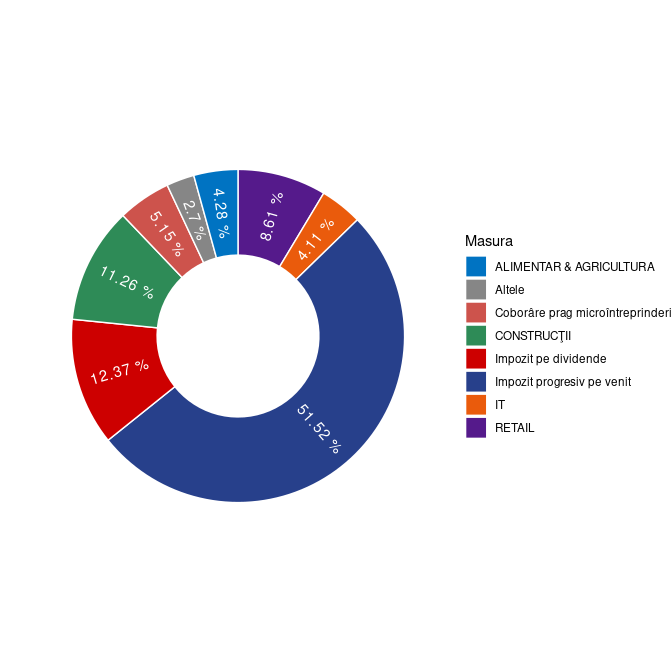 4.28 %
2.7 %
5.15 %
11.26 %
12.37 %
51.52 %
4.11 %
8.61 %
Masura
ALIMENTAR & AGRICULTURA
Altele
Coborâre prag microîntreprinderi
CONSTRUCŢII
Impozit pe dividende
Impozit progresiv pe venit
IT
RETAIL